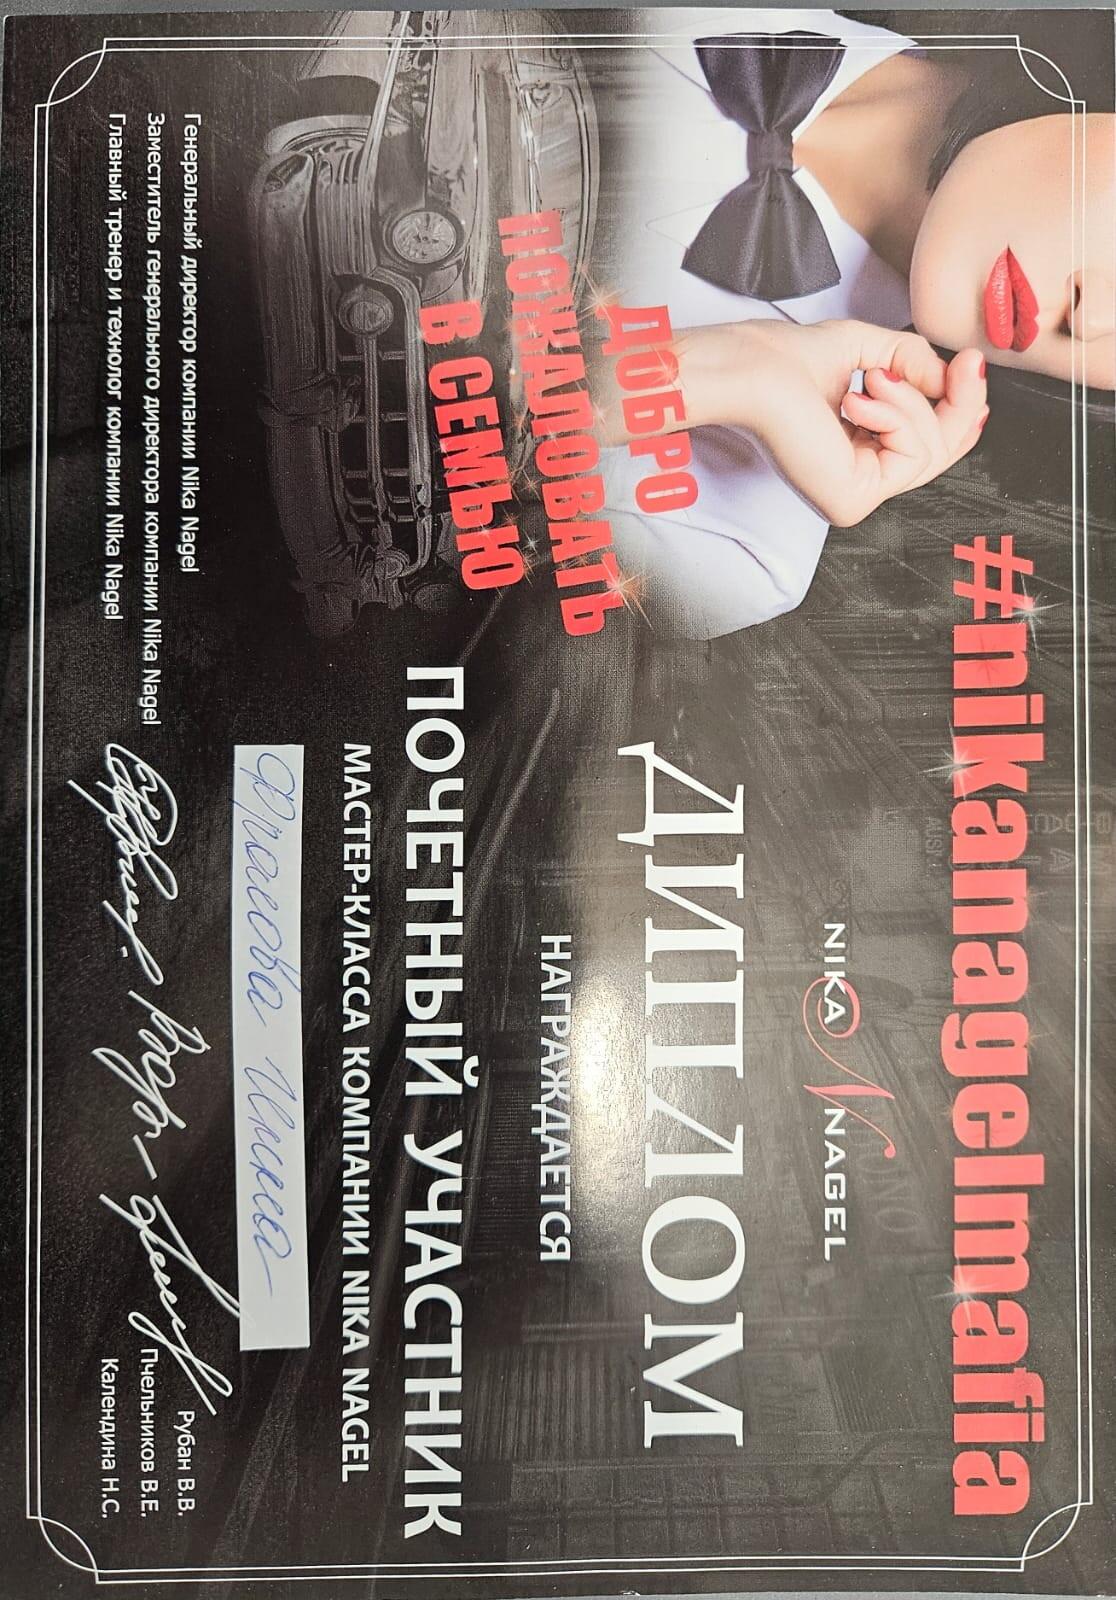 #nikanagelmafia
NIKA NAGEL
ДОБРО
ПОЖАЛОВАТЬ
В СЕМЬЮ
ДИПЛОМ
НАГРАЖДАЕТСЯ
ПОЧЕТНЫЙ УЧАСТНИК
МАСТЕР-КЛАССА КОМПАНИИ NIKA NAGEL
Генеральный директор компании Nika Nagel Рубан В.В.
Заместитель генерального директора компании Nika Nagel Пчельников В.Е.
Главный тренер и технолог компании Nika Nagel Календина Н.С.